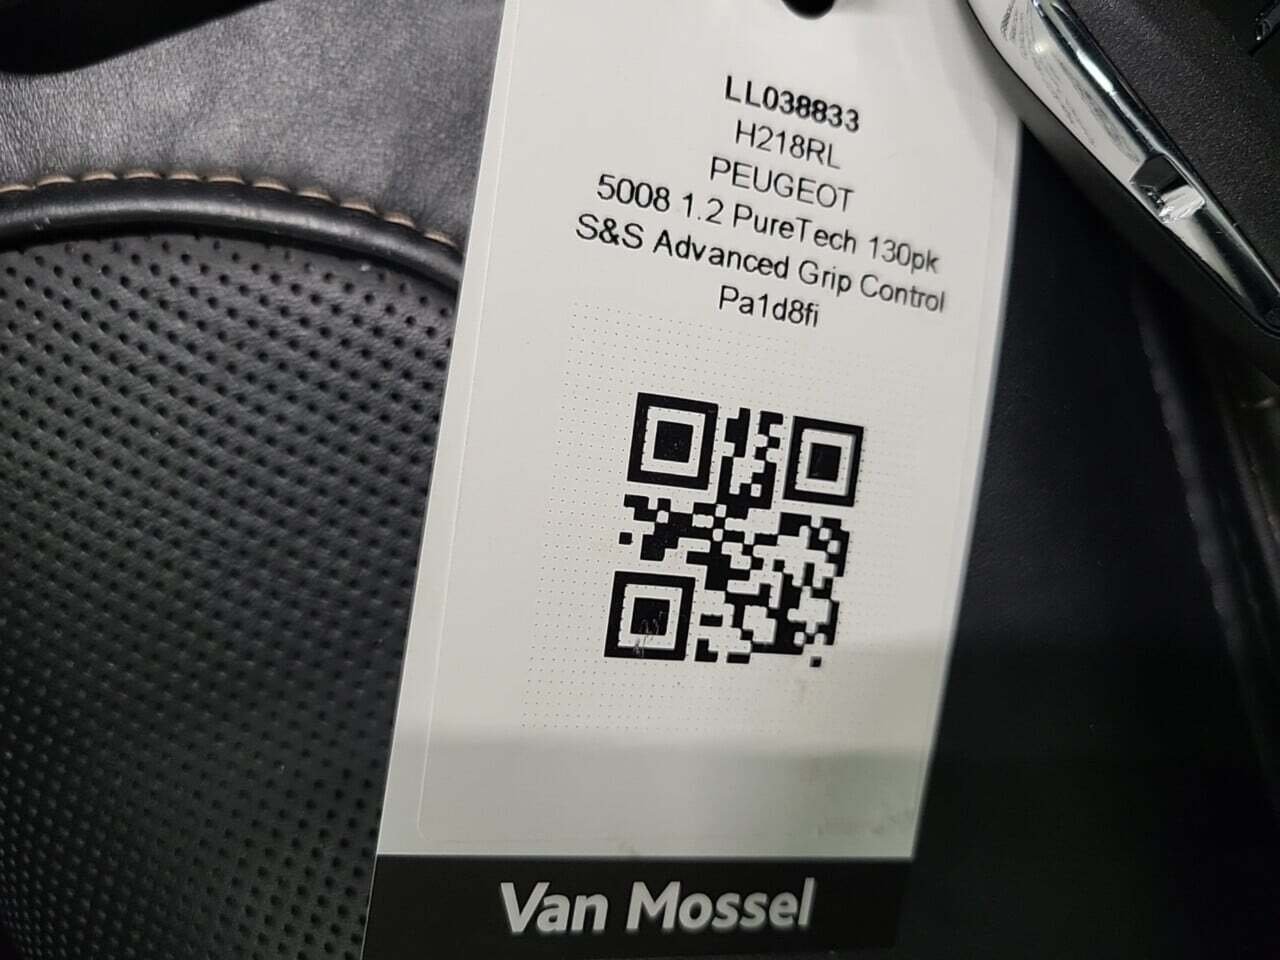 LL038833
H218RL
PEUGEOT
5008 1.2 PureTech 130pk
S&S Advanced Grip Control
Pa1d8fi
Van Mossel